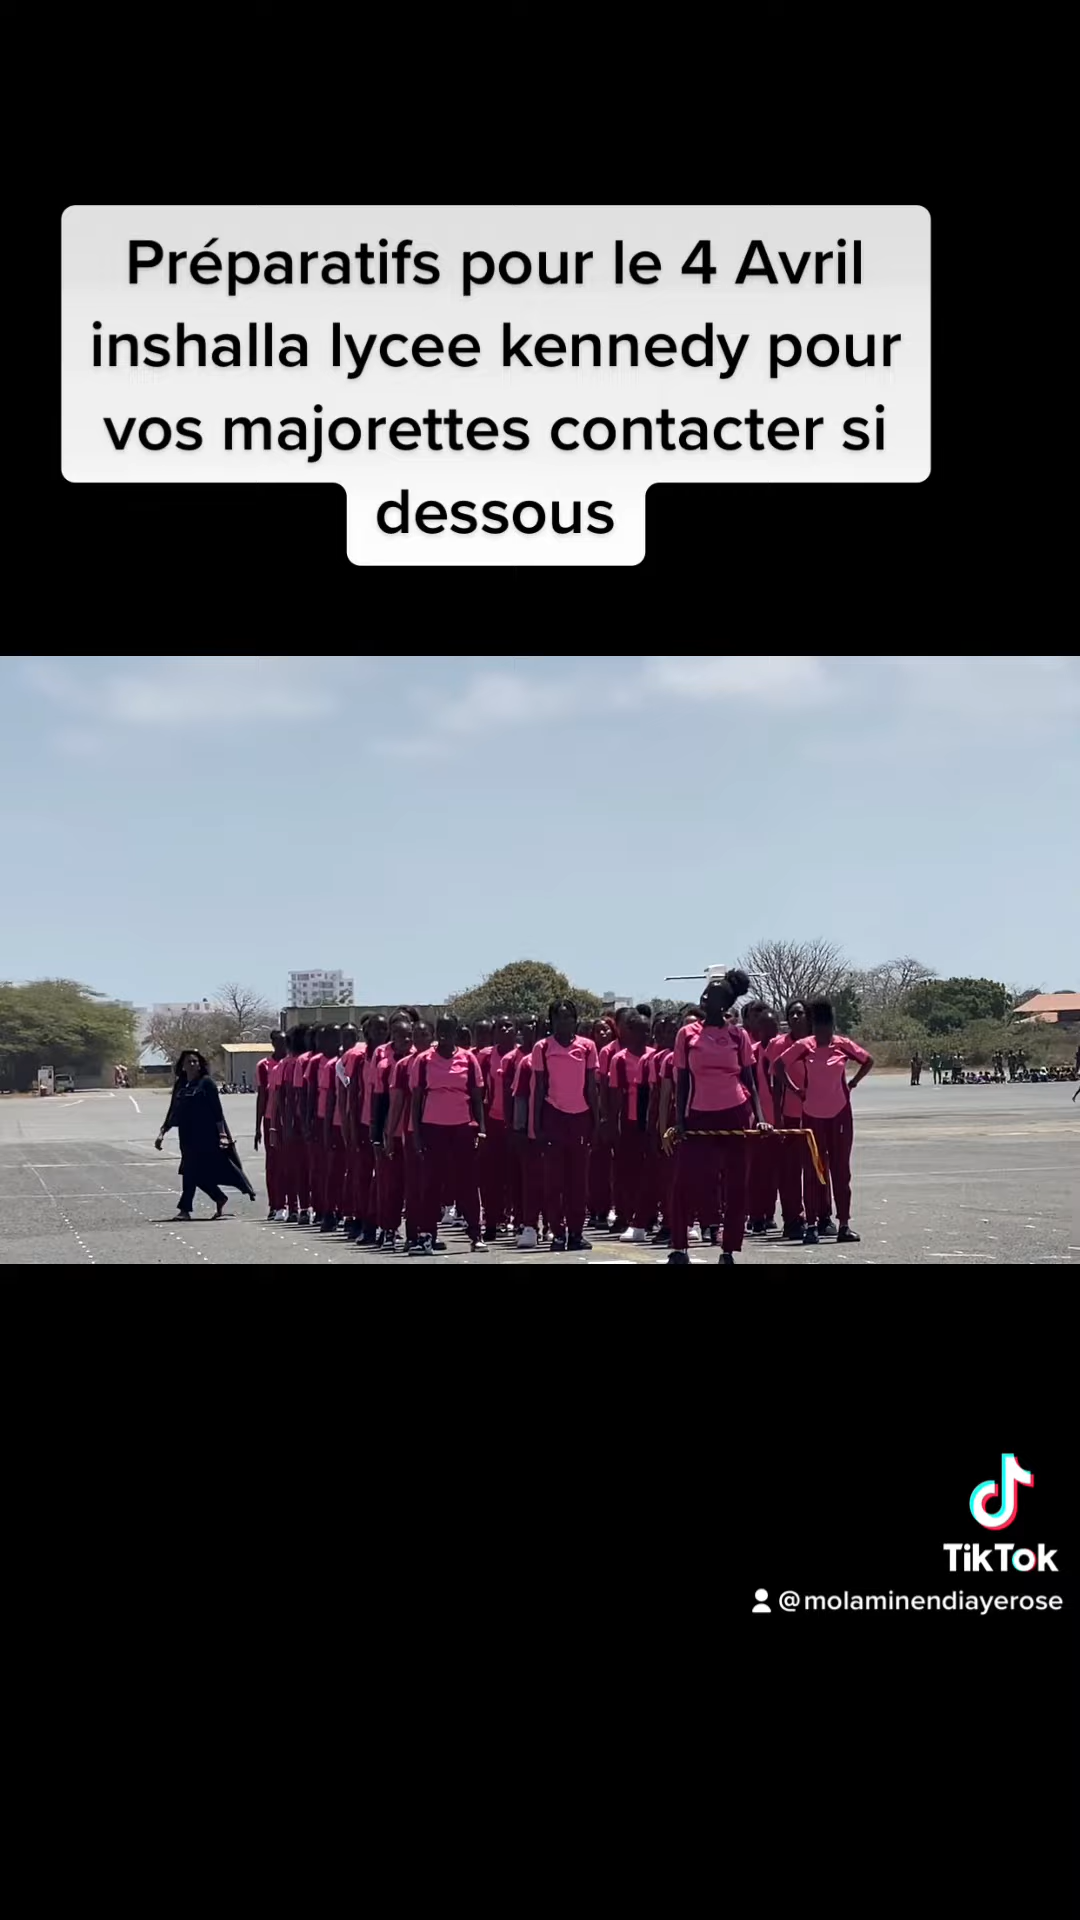 Préparatifs pour le 4 Avril
inshalla lycee kennedy pour
vos majorettes contacter si
dessous
TikTok
@molaminendiayerose